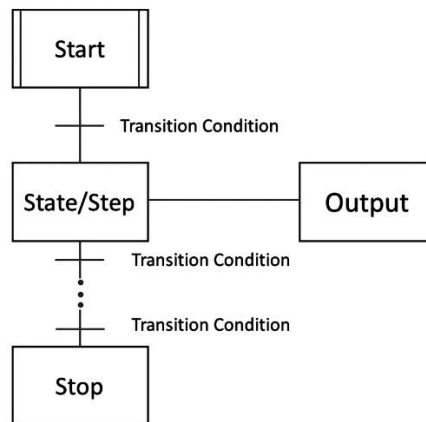 Start
Transition Condition
State/Step
Output
Transition Condition
Transition Condition
Stop